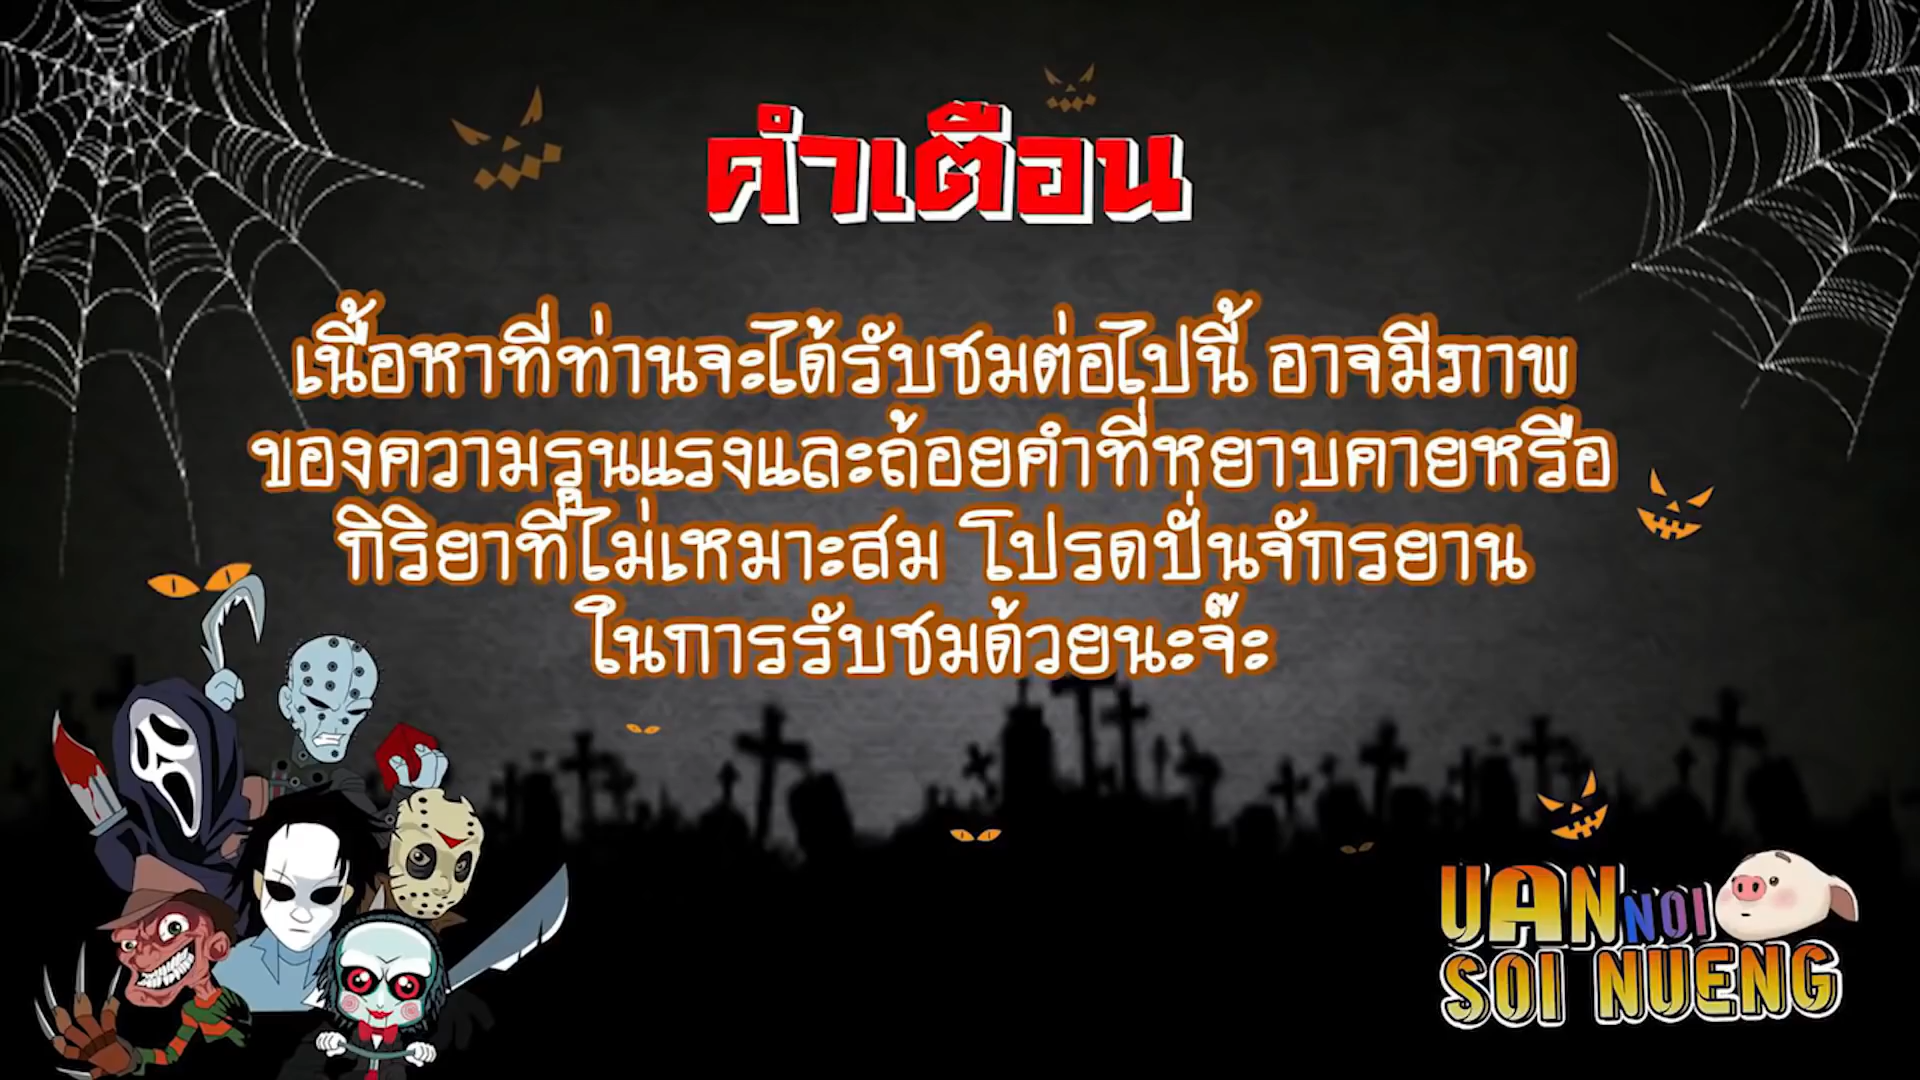 คำเตือน
เนื้อหาที่ท่านจะได้รับชมต่อไปนี้ อาจมีภาพ
ของความรุนแรงและถ้อยคำที่หยาบคายหรือ
กิริยาที่ไม่เหมาะสม โปรดปั่นจักรยาน
ในการรับชมด้วยนะจ๊ะ
UAN NOI
SOI NUENG